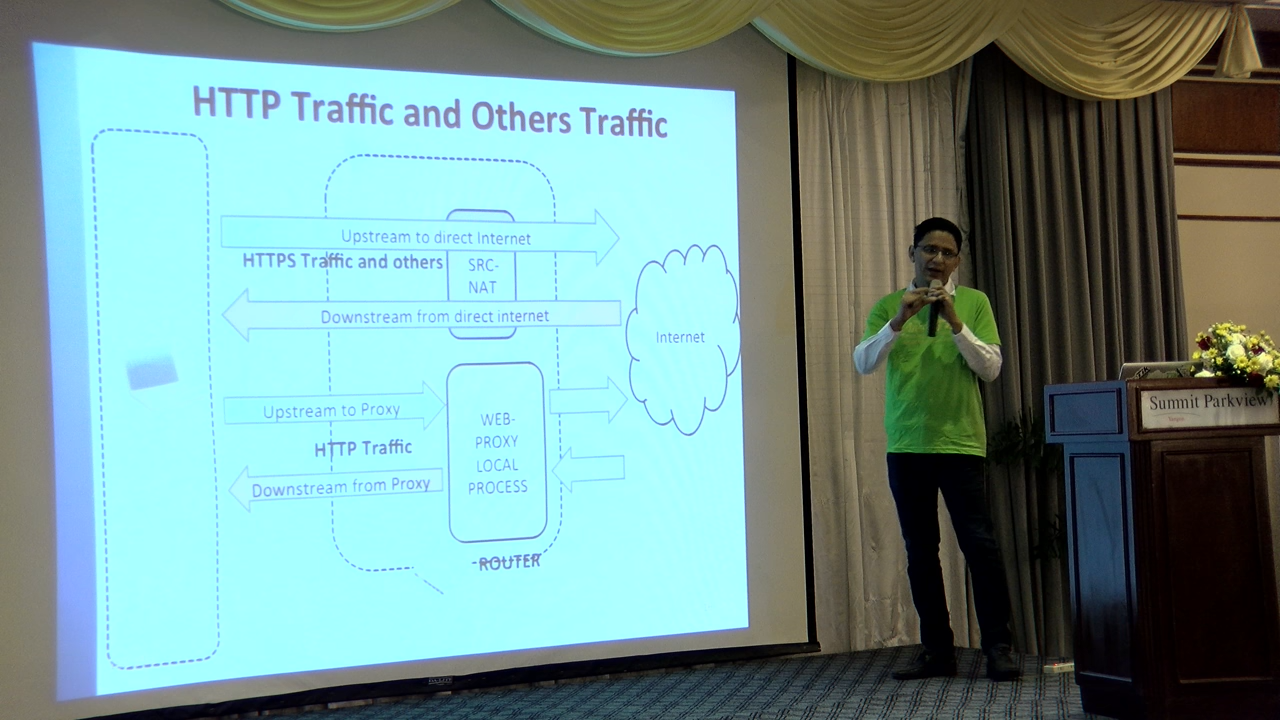 HTTP Traffic and Others Traffic
Upstream to direct Internet
HTTPS Traffic and others
SRC-
NAT
Downstream from direct internet
Internet
Upstream to Proxy
HTTP Traffic
Downstream from Proxy
WEB-
PROXY
LOCAL
PROCESS
ROUTER
Summit Parkview